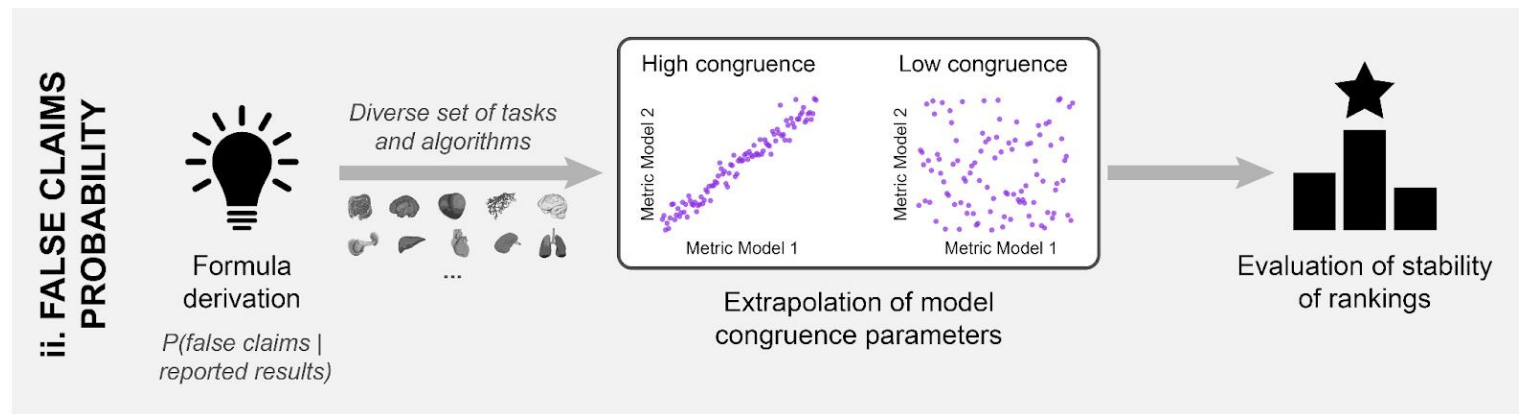 ii. FALSE CLAIMS
PROBABILITY
Formula
derivation
P(false claims |
reported results)
Diverse set of tasks
and algorithms
...
High congruence
Metric Model 2
Metric Model 1
Low congruence
Metric Model 2
Metric Model 1
Extrapolation of model
congruence parameters
Evaluation of stability
of rankings